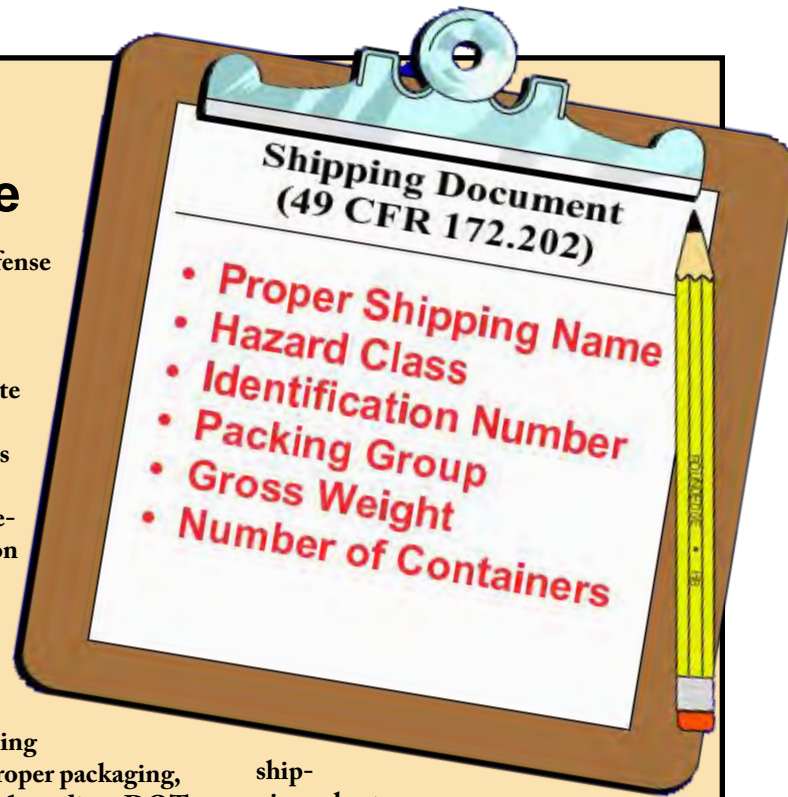 Shipping Document
(49 CFR 172.202)
• Proper Shipping Name
• Hazard Class
• Identification Number
• Packing Group
• Gross Weight
• Number of Containers
e
fense
te
s
e-
on
ing
roper packaging,
ship-